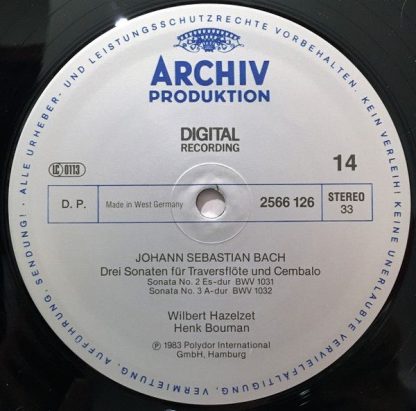 · ALLE URHEBER- UND LEISTUNGSSCHUTZRECHTE VORBEHALTEN. KEIN VERLEIH! KEINE UNERLAUBTE VERVIELFÄLTIGUNG, VERMIETUNG, AUFFÜHRUNG, SENDUNG!
ARCHIV
PRODUKTION
DIGITAL
RECORDING
LC 0113
14
D. P.
Made in West Germany
2566 126
STEREO
33
JOHANN SEBASTIAN BACH
Drei Sonaten für Traversflöte und Cembalo
Sonata No. 2 Es-dur BWV 1031
Sonata No. 3 A-dur BWV 1032
Wilbert Hazelzet
Henk Bouman
℗ 1983 Polydor International
GmbH, Hamburg